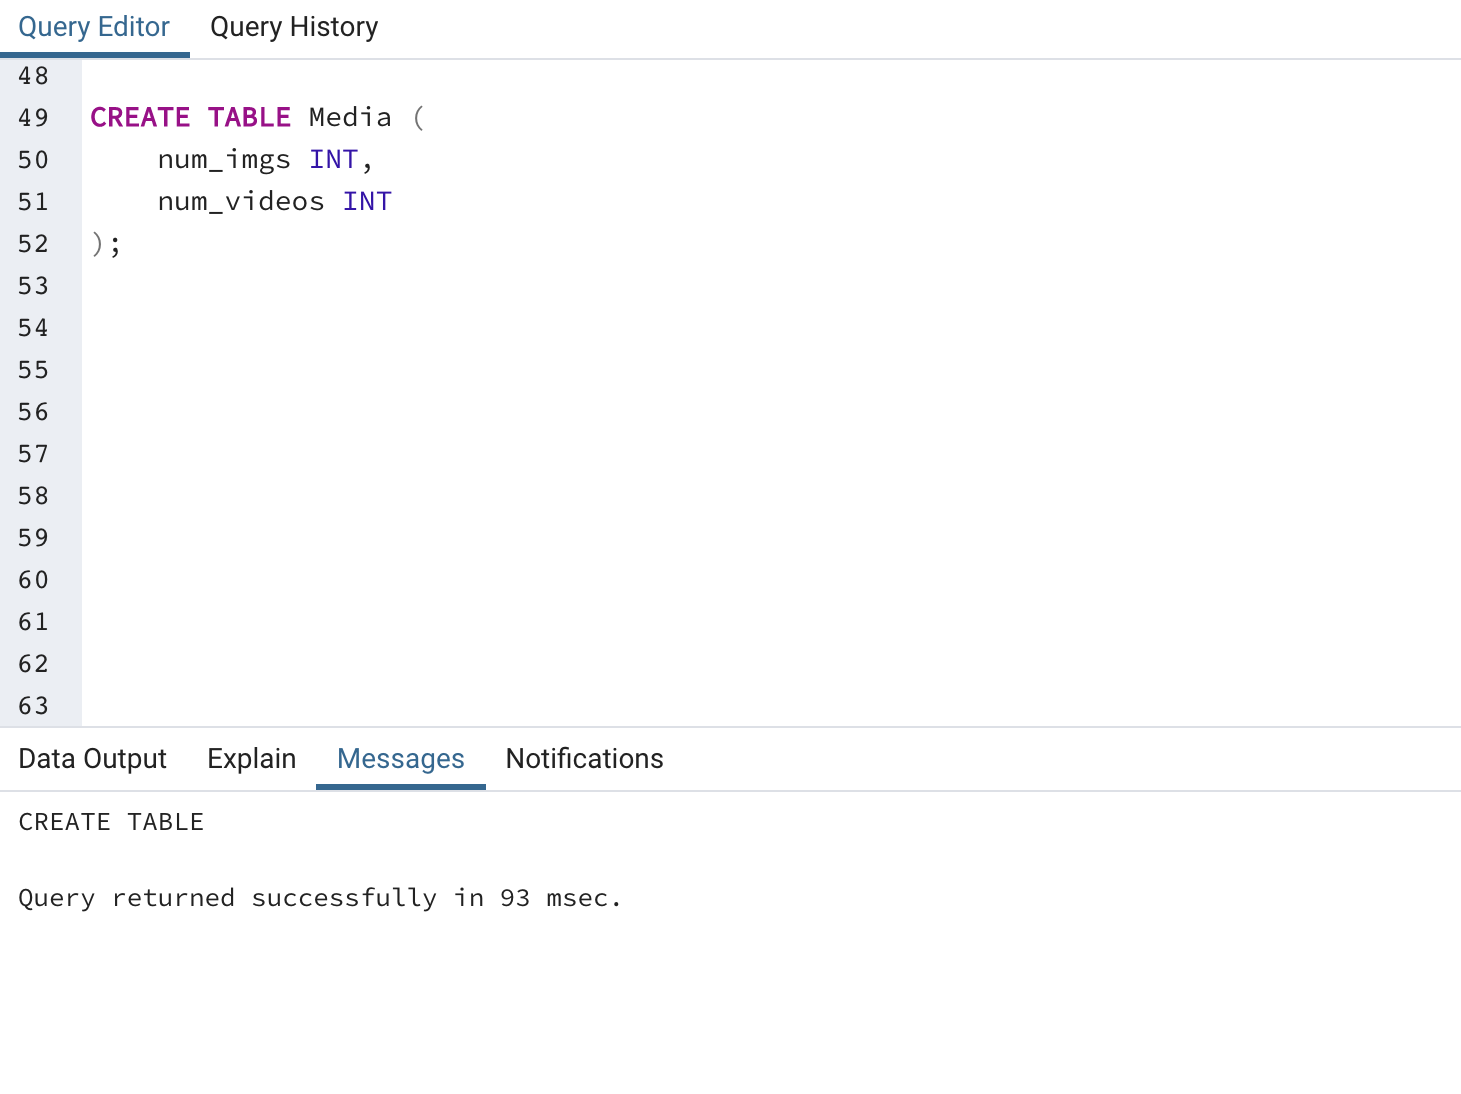 Query Editor Query History
48
49 CREATE TABLE Media (
50 num_imgs INT,
51 num_videos INT
52 );
53
54
55
56
57
58
59
60
61
62
63
Data Output Explain Messages Notifications
CREATE TABLE
Query returned successfully in 93 msec.